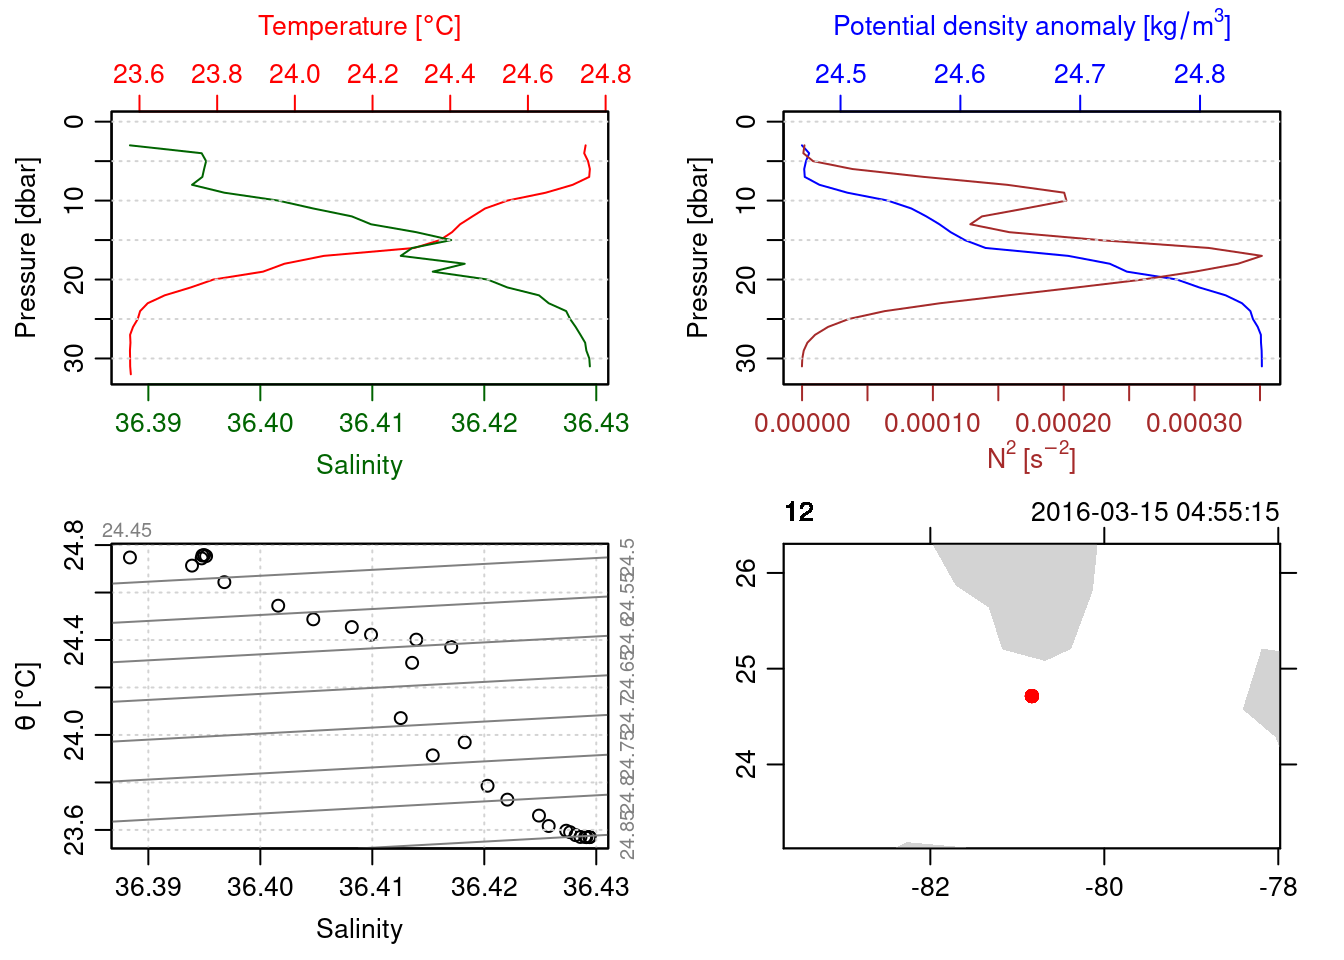 Temperature [°C]
23.6 23.8 24.0 24.2 24.4 24.6 24.8
Pressure [dbar]
0
10
20
30
36.39 36.40 36.41 36.42 36.43
Salinity
Potential density anomaly [kg/m³]
24.5 24.6 24.7 24.8
Pressure [dbar]
0
10
20
30
0.00000 0.00010 0.00020 0.00030
N² [s⁻²]
24.45
24.8
24.4
24.0
23.6
θ [°C]
24.5
24.55
24.6
24.65
24.7
24.75
24.8
24.85
36.39 36.40 36.41 36.42 36.43
Salinity
12 2016-03-15 04:55:15
26
25
24
-82 -80 -78